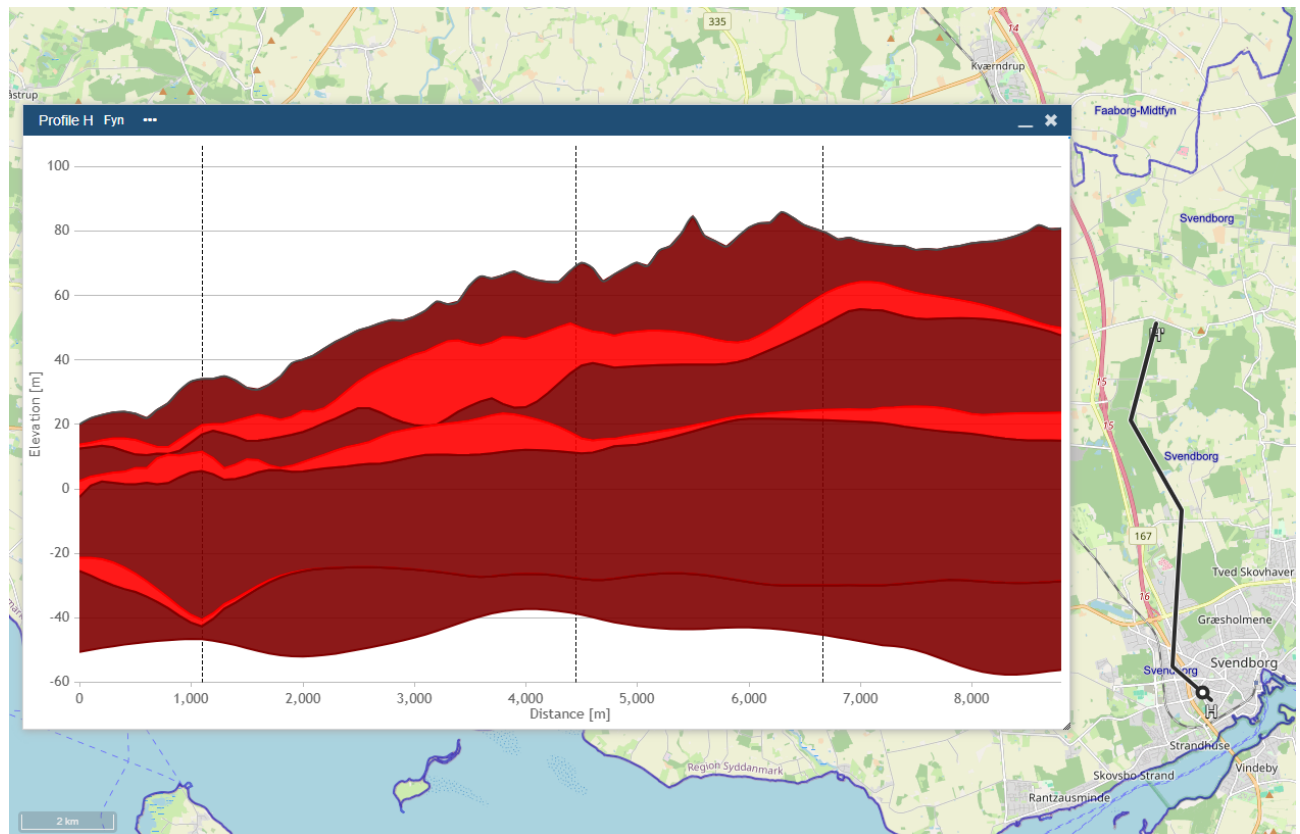 335
14
Kværndrup
åstrup
Profile H Fyn •••
Faaborg-Midtfyn
100
80
60
40
20
0
-20
-40
-60
Elevation [m]
0 1,000 2,000 3,000 4,000 5,000 6,000 7,000 8,000
Distance [m]
Svendborg
H'
15
15
Svendborg
167
Tved Skovhaver
16
Græsholmene
Svendborg
Svendborg
H
Strandhuse
Region Syddanmark
Skovsbo Strand
Vindeby
Rantzausminde
2 km